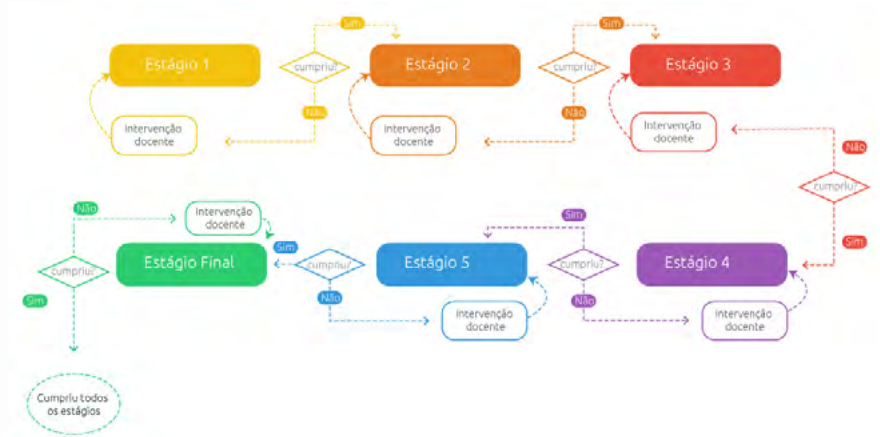 Sim
Sim
Estágio 1
cumpriu?
Estágio 2
cumpriu?
Estágio 3
Não
Não
Intervenção
docente
Intervenção
docente
Intervenção
docente
Não
cumpriu?
Sim
Não
Intervenção
docente
Sim
Estágio Final
Sim
cumpriu?
Estágio 5
cumpriu?
Estágio 4
cumpriu?
Sim
Não
Não
Intervenção
docente
Intervenção
docente
Cumpriu todos
os estágios